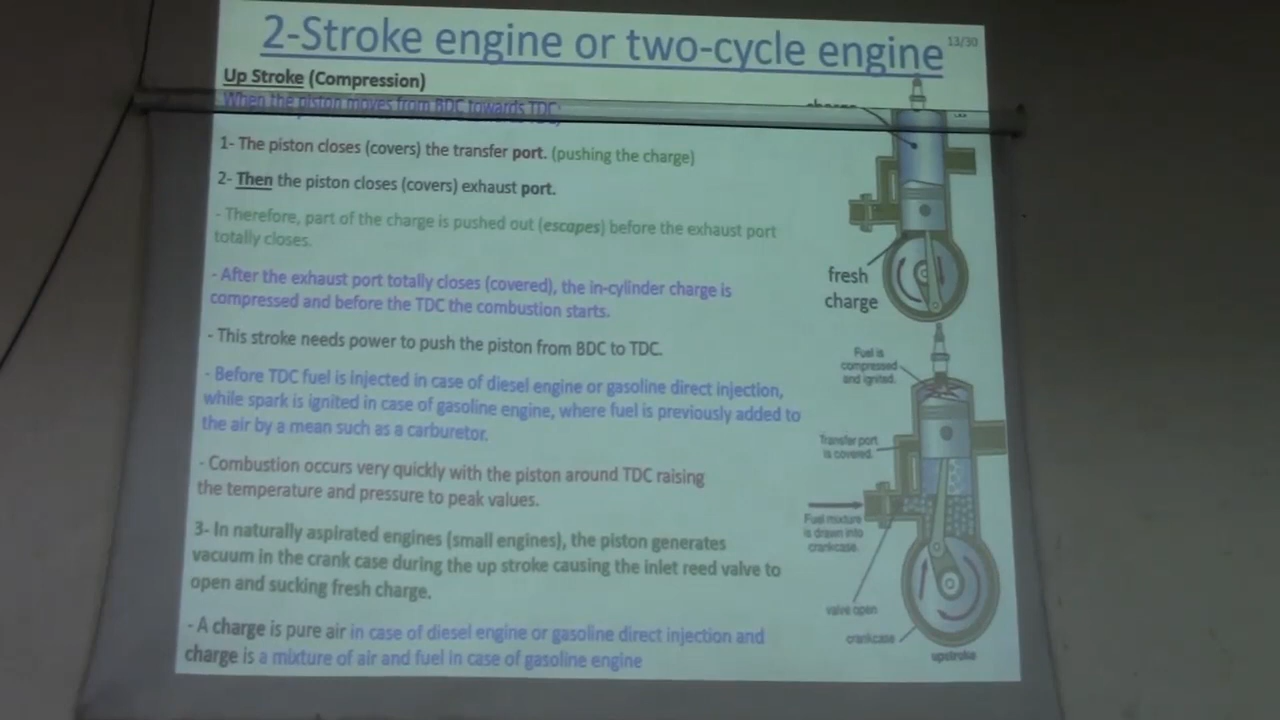 2-Stroke engine or two-cycle engine
13/30
Up Stroke (Compression)
When the piston moves from BDC towards TDC;
1- The piston closes (covers) the transfer port. (pushing the charge)
2- Then the piston closes (covers) exhaust port.
- Therefore, part of the charge is pushed out (escapes) before the exhaust port
totally closes.
- After the exhaust port totally closes (covered), the in-cylinder charge is
compressed and before the TDC the combustion starts.
- This stroke needs power to push the piston from BDC to TDC.
- Before TDC fuel is injected in case of diesel engine or gasoline direct injection,
while spark is ignited in case of gasoline engine, where fuel is previously added to
the air by a mean such as a carburetor.
- Combustion occurs very quickly with the piston around TDC raising
the temperature and pressure to peak values.
3- In naturally aspirated engines (small engines), the piston generates
vacuum in the crank case during the up stroke causing the inlet reed valve to
open and sucking fresh charge.
- A charge is pure air in case of diesel engine or gasoline direct injection and
charge is a mixture of air and fuel in case of gasoline engine
charge
fresh
charge
Fuel is
compressed
and ignited.
Transfer port
is covered.
Fuel mixture
is drawn into
crankcase.
valve open
crankcase
upstroke